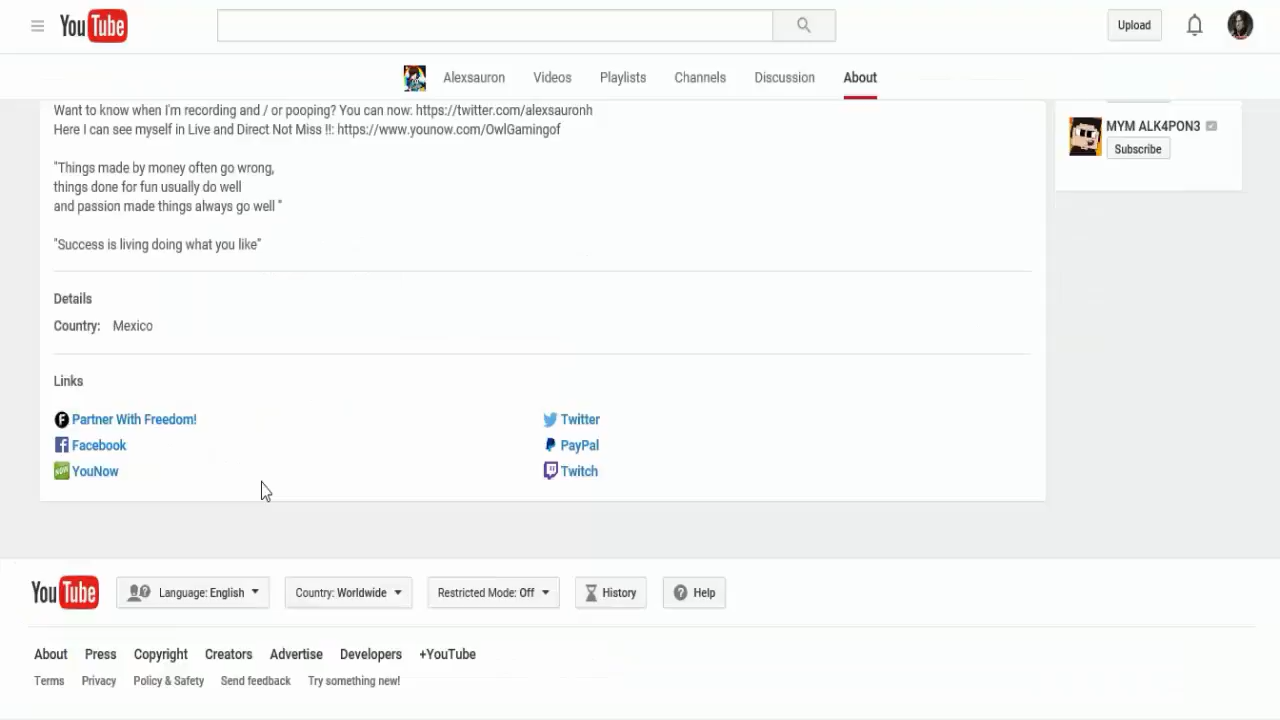 YouTube
Upload
Alexsauron Videos Playlists Channels Discussion About
Want to know when I'm recording and / or pooping? You can now: https://twitter.com/alexsauronh
Here I can see myself in Live and Direct Not Miss !!: https://www.younow.com/OwlGamingof
"Things made by money often go wrong,
things done for fun usually do well
and passion made things always go well "
"Success is living doing what you like"
MYM ALK4PON3
Subscribe
Details
Country: Mexico
Links
Partner With Freedom! Twitter
Facebook PayPal
YouNow Twitch
YouTube Language: English Country: Worldwide Restricted Mode: Off History Help
About Press Copyright Creators Advertise Developers +YouTube
Terms Privacy Policy & Safety Send feedback Try something new!